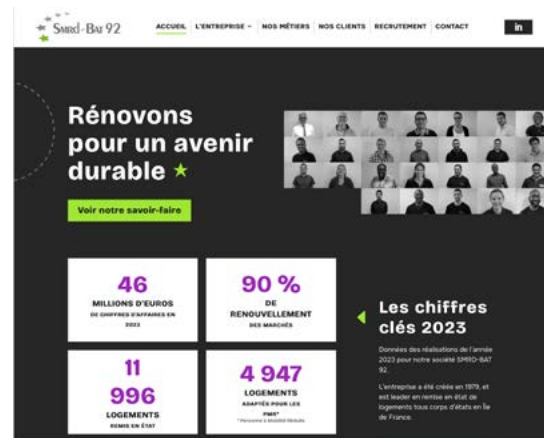 SMRD-BAT 92
ACCUEIL L'ENTREPRISE NOS MÉTIERS NOS CLIENTS RECRUTEMENT CONTACT
in
Rénovons
pour un avenir
durable
Voir notre savoir-faire
46
MILLIONS D'EUROS
DE CHIFFRES D'AFFAIRES EN
2023
90 %
DE
RENOUVELLEMENT
DES MARCHÉS
11
996
LOGEMENTS
REMIS EN ÉTAT
4 947
LOGEMENTS
ADAPTÉS POUR LES
PMR*
* Personne à Mobilité Réduite
Les chiffres
clés 2023
Données des réalisations de l'année
2023 pour notre société SMRD-BAT
92.
L'entreprise a été créée en 1979, et
est leader en remise en état de
logements tous corps d'états en Île
de France.